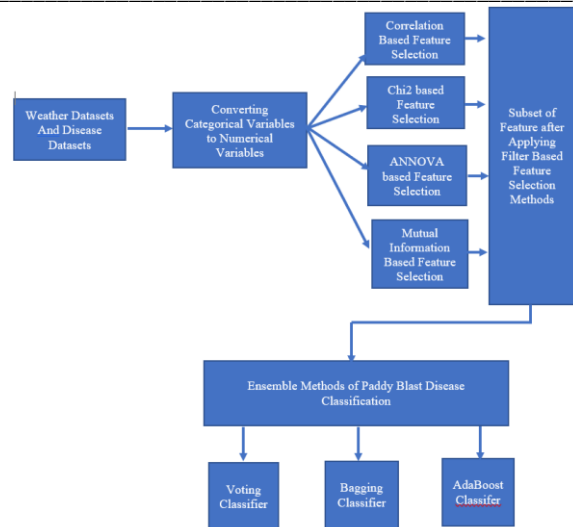 Correlation
Based Feature
Selection
Chi2 based
Feature
Selection
ANNOVA
based Feature
Selection
Mutual
Information
Based Feature
Selection
Weather Datasets
And Disease
Datasets
Converting
Categorical Variables
to Numerical
Variables
Subset of
Feature after
Applying
Filter Based
Feature
Selection
Methods
Ensemble Methods of Paddy Blast Disease
Classification
Voting
Classifier
Bagging
Classifier
AdaBoost
Classifer